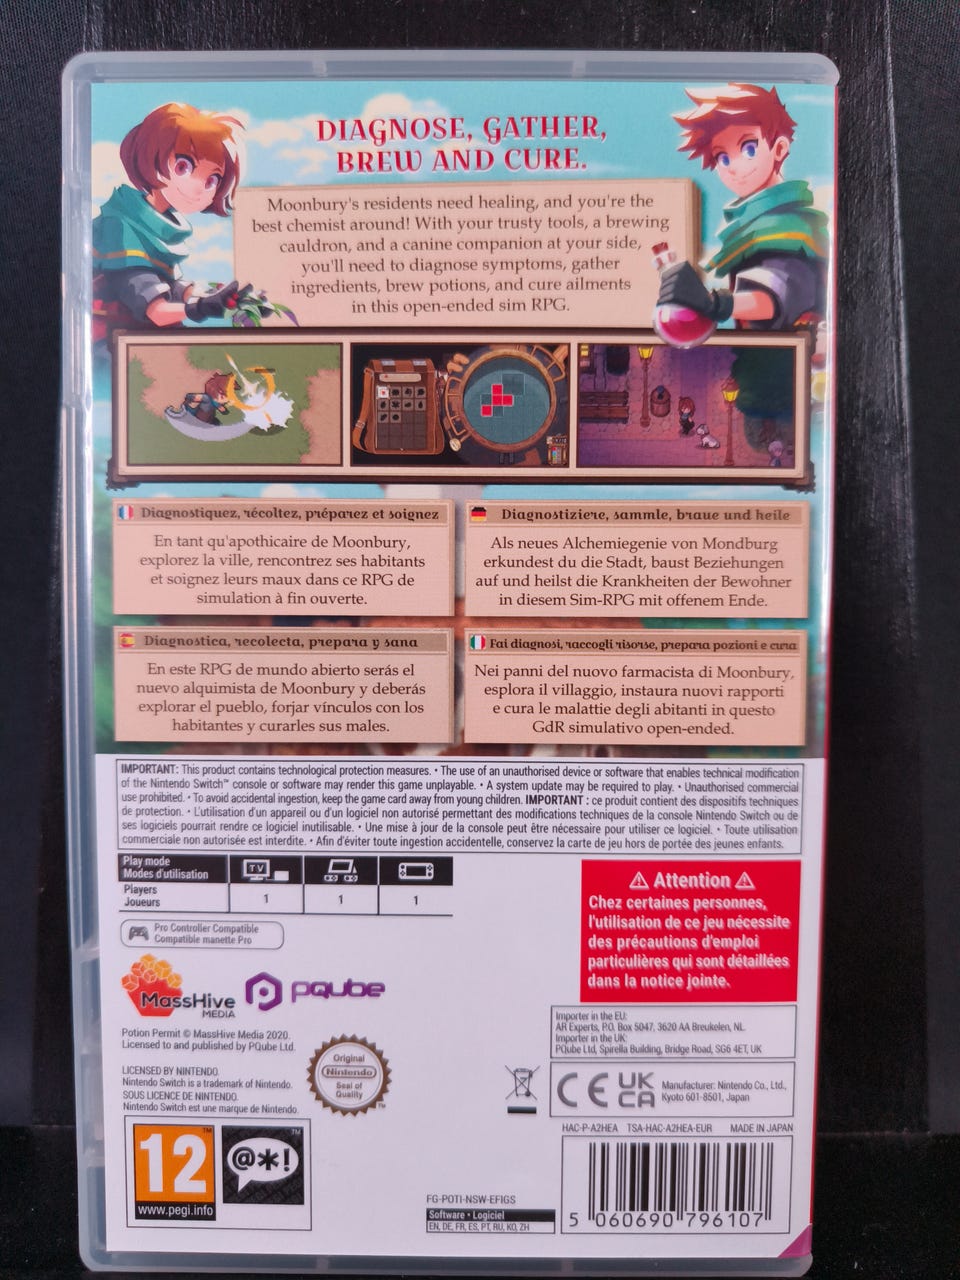 DIAGNOSE, GATHER,
BREW AND CURE.
Moonbury's residents need healing, and you're the
best chemist around! With your trusty tools, a brewing
cauldron, and a canine companion at your side,
you'll need to diagnose symptoms, gather
ingredients, brew potions, and cure ailments
in this open-ended sim RPG.
Diagnostiquez, récoltez, préparez et soignez
En tant qu'apothicaire de Moonbury,
explorez la ville, rencontrez ses habitants
et soignez leurs maux dans ce RPG de
simulation à fin ouverte.
Diagnostiziere, sammle, braue und heile
Als neues Alchemiegenie von Mondburg
erkundest du die Stadt, baust Beziehungen
auf und heilst die Krankheiten der Bewohner
in diesem Sim-RPG mit offenem Ende.
Diagnostica, recolecta, prepara y sana
En este RPG de mundo abierto serás el
nuevo alquimista de Moonbury y deberás
explorar el pueblo, forjar vínculos con los
habitantes y curarles sus males.
Fai diagnosi, raccogli risorse, prepara pozioni e cura
Nei panni del nuovo farmacista di Moonbury,
esplora il villaggio, instaura nuovi rapporti
e cura le malattie degli abitanti in questo
GdR simulativo open-ended.
IMPORTANT: This product contains technological protection measures. • The use of an unauthorised device or software that enables technical modification
of the Nintendo Switch™ console or software may render this game unplayable. • A system update may be required to play. • Unauthorised commercial
use prohibited. • To avoid accidental ingestion, keep the game card away from young children. IMPORTANT : ce produit contient des dispositifs techniques
de protection. • L'utilisation d'un appareil ou d'un logiciel non autorisé permettant des modifications techniques de la console Nintendo Switch ou de
ses logiciels pourrait rendre ce logiciel inutilisable. • Une mise à jour de la console peut être nécessaire pour utiliser ce logiciel. • Toute utilisation
commerciale non autorisée est interdite. • Afin d'éviter toute ingestion accidentelle, conservez la carte de jeu hors de portée des jeunes enfants.
Play mode
Modes d'utilisation
TV
Players
Joueurs
1 1 1
Pro Controller Compatible
Compatible manette Pro
⚠ Attention ⚠
Chez certaines personnes,
l'utilisation de ce jeu nécessite
des précautions d'emploi
particulières qui sont détaillées
dans la notice jointe.
MassHive
MEDIA
PQube
Potion Permit © MassHive Media 2020.
Licensed to and published by PQube Ltd.
LICENSED BY NINTENDO.
Nintendo Switch is a trademark of Nintendo.
SOUS LICENCE DE NINTENDO.
Nintendo Switch est une marque de Nintendo.
Original
Nintendo
Seal of
Quality
TM
Importer in the EU:
AR Experts, P.O. Box 5047, 3620 AA Breukelen, NL
Importer in the UK:
PQube Ltd, Spirella Building, Bridge Road, SG6 4ET, UK
CE UK
CA
Manufacturer: Nintendo Co., Ltd.,
Kyoto 601-8501, Japan
HAC-P-A2HEA TSA-HAC-A2HEA-EUR MADE IN JAPAN
12
TM
www.pegi.info
@*!
TM
FG-POTI-NSW-EFIGS
Software • Logiciel
EN, DE, FR, ES, PT, RU, KO, ZH
5 060690 796107